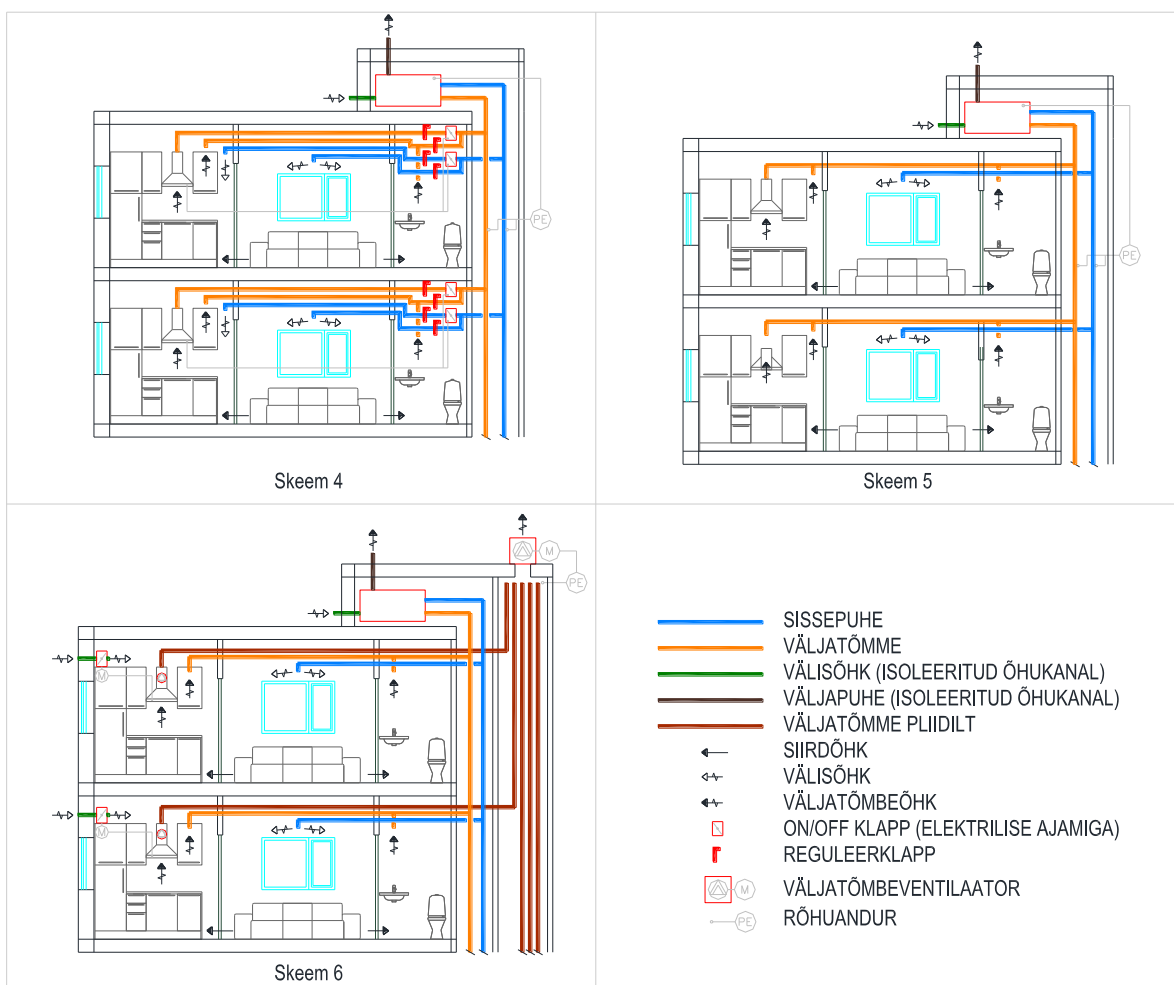 PE
Skeem 4
PE
Skeem 5
M
PE
M
M
Skeem 6
SISSEPUHE
VÄLJATÕMME
VÄLISÕHK (ISOLEERITUD ÕHUKANAL)
VÄLJAPUHE (ISOLEERITUD ÕHUKANAL)
VÄLJATÕMME PLIIDILT
SIIRDÕHK
VÄLISÕHK
VÄLJATÕMBEÕHK
ON/OFF KLAPP (ELEKTRILISE AJAMIGA)
REGULEERKLAPP
M VÄLJATÕMBEVENTILAATOR
PE RÕHUANDUR